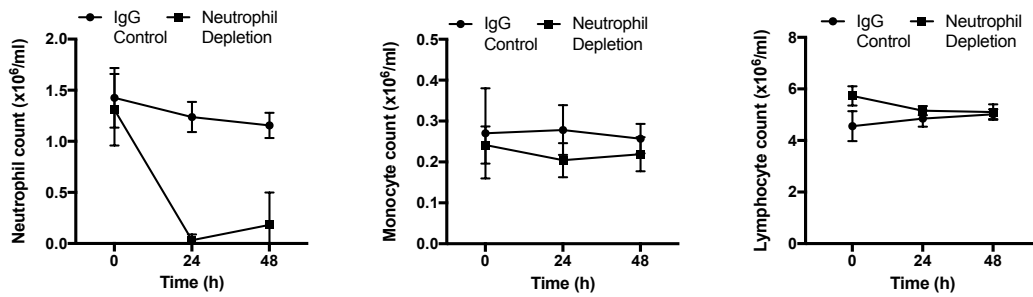 IgG Control
Neutrophil Depletion
Neutrophil count (x10⁶/ml)
2.0
1.5
1.0
0.5
0.0
0
24
48
Time (h)
IgG Control
Neutrophil Depletion
Monocyte count (x10⁶/ml)
0.5
0.4
0.3
0.2
0.1
0.0
0
24
48
Time (h)
IgG Control
Neutrophil Depletion
Lymphocyte count (x10⁶/ml)
8
6
4
2
0
0
24
48
Time (h)